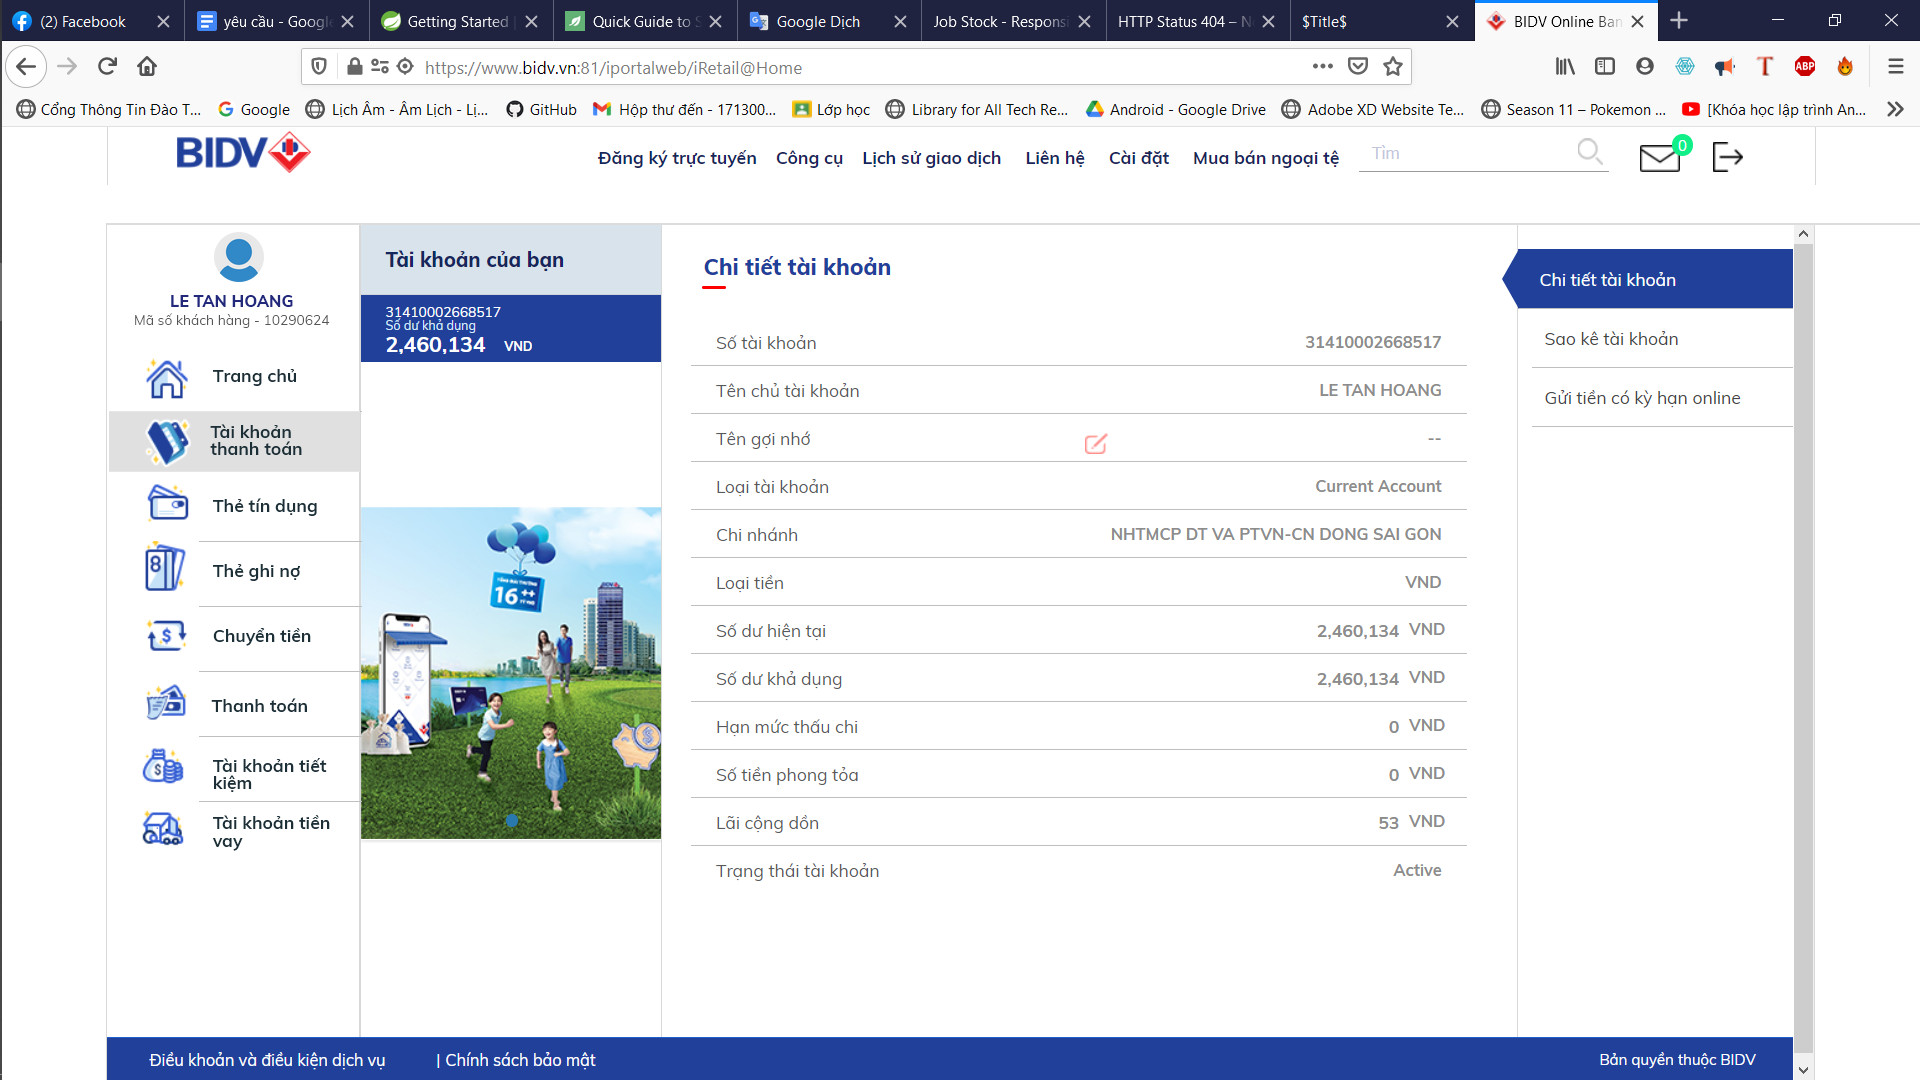 (2) Facebook
yêu cầu - Google
Getting Started
Quick Guide to S
Google Dịch
Job Stock - Responsi
HTTP Status 404 – N
$Title$
BIDV Online Ban
https://www.bidv.vn:81/iportalweb/iRetail@Home
Cổng Thông Tin Đào T...
Google
Lịch Âm - Âm Lịch - Lị...
GitHub
Hộp thư đến - 171300...
Lớp học
Library for All Tech Re...
Android - Google Drive
Adobe XD Website Te...
Season 11 – Pokemon ...
[Khóa học lập trình An...
BIDV
Đăng ký trực tuyến
Công cụ
Lịch sử giao dịch
Liên hệ
Cài đặt
Mua bán ngoại tệ
Tìm
0
LE TAN HOANG
Mã số khách hàng - 10290624
Trang chủ
Tài khoản
thanh toán
Thẻ tín dụng
Thẻ ghi nợ
Chuyển tiền
Thanh toán
Tài khoản tiết
kiệm
Tài khoản tiền
vay
Tài khoản của bạn
31410002668517
Số dư khả dụng
2,460,134 VND
16++
Chi tiết tài khoản
Số tài khoản 31410002668517
Tên chủ tài khoản LE TAN HOANG
Tên gợi nhớ --
Loại tài khoản Current Account
Chi nhánh NHTMCP DT VA PTVN-CN DONG SAI GON
Loại tiền VND
Số dư hiện tại 2,460,134 VND
Số dư khả dụng 2,460,134 VND
Hạn mức thấu chi 0 VND
Số tiền phong tỏa 0 VND
Lãi cộng dồn 53 VND
Trạng thái tài khoản Active
Chi tiết tài khoản
Sao kê tài khoản
Gửi tiền có kỳ hạn online
Điều khoản và điều kiện dịch vụ
| Chính sách bảo mật
Bản quyền thuộc BIDV